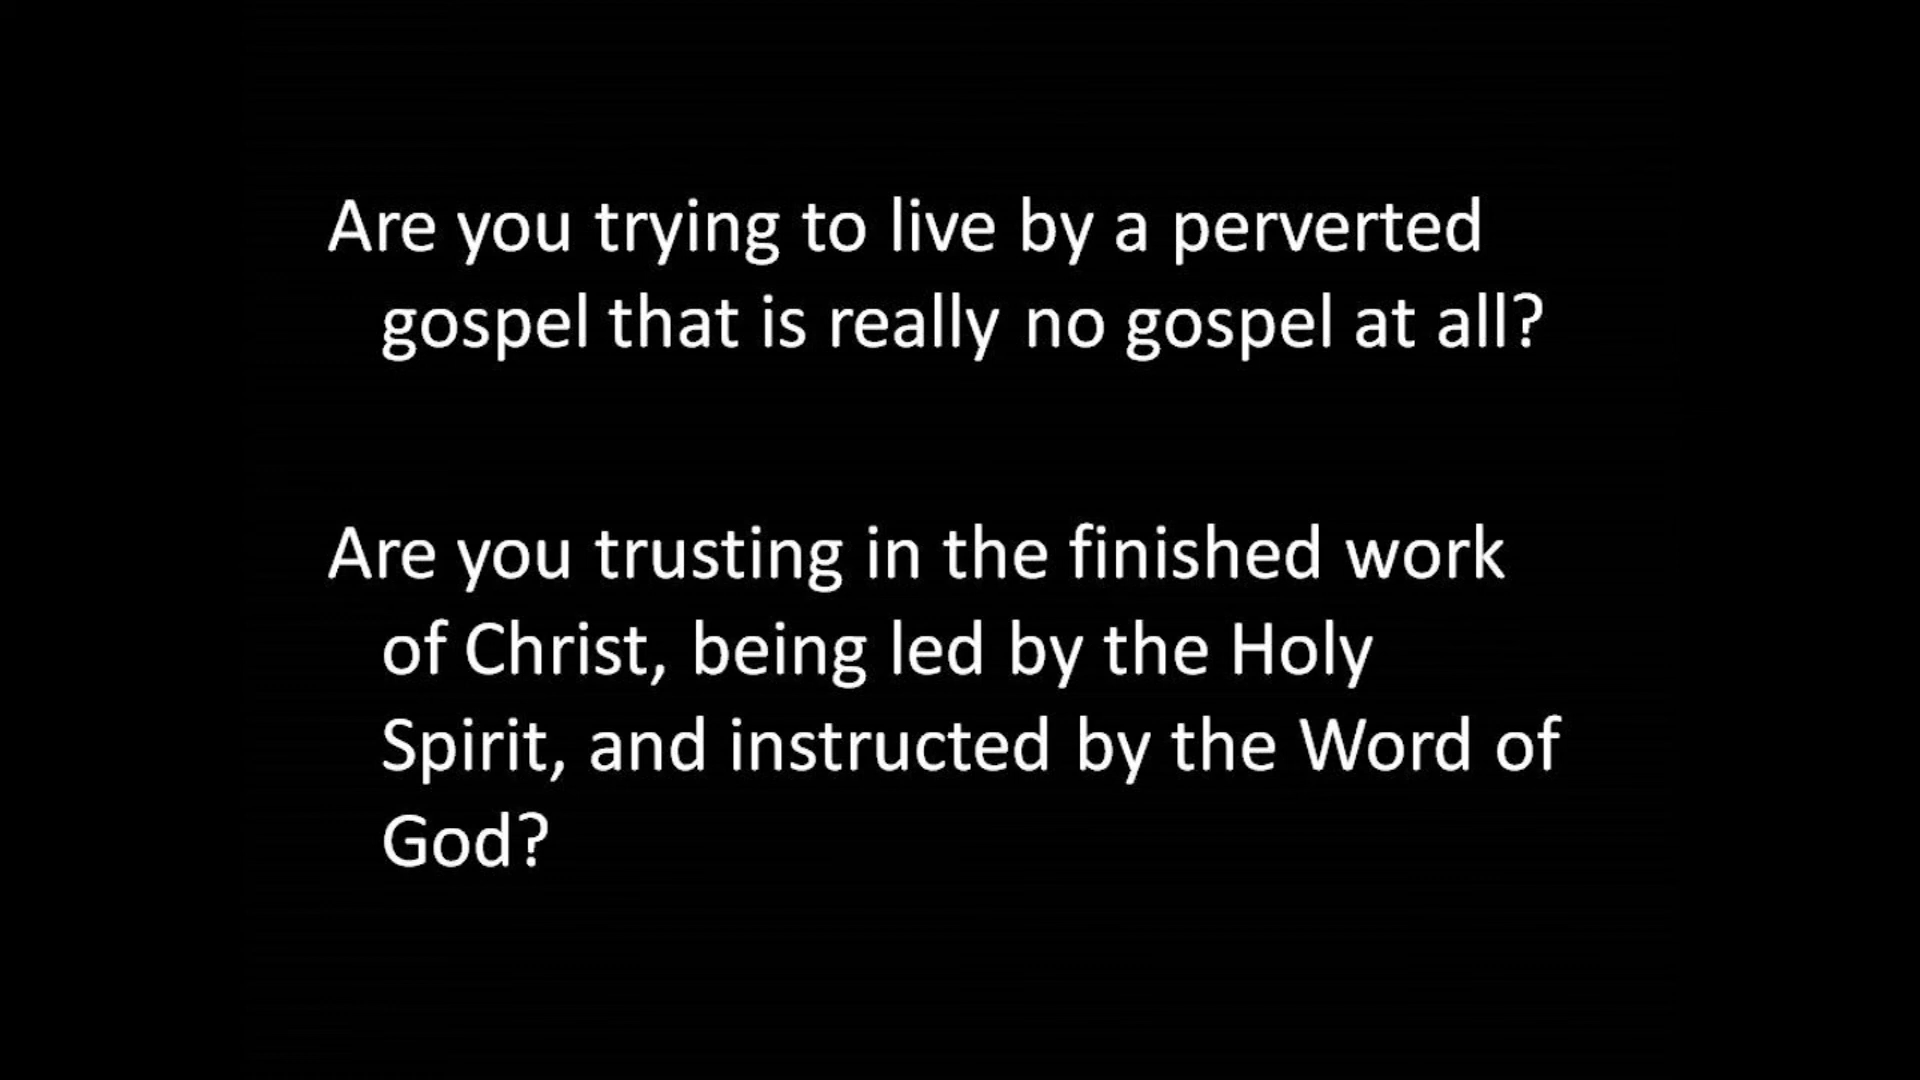 Are you trying to live by a perverted
gospel that is really no gospel at all?
Are you trusting in the finished work
of Christ, being led by the Holy
Spirit, and instructed by the Word of
God?